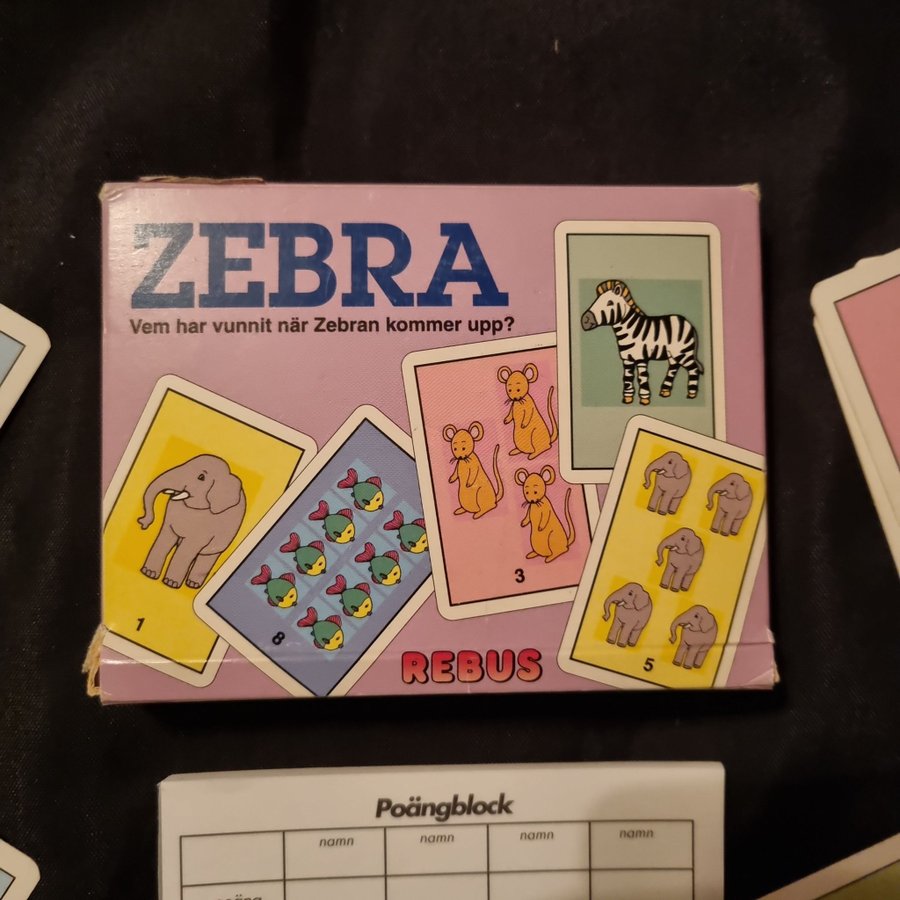 ZEBRA
Vem har vunnit när Zebran kommer upp?
3
1
8
5
REBUS
Poängblock
namn namn namn namn